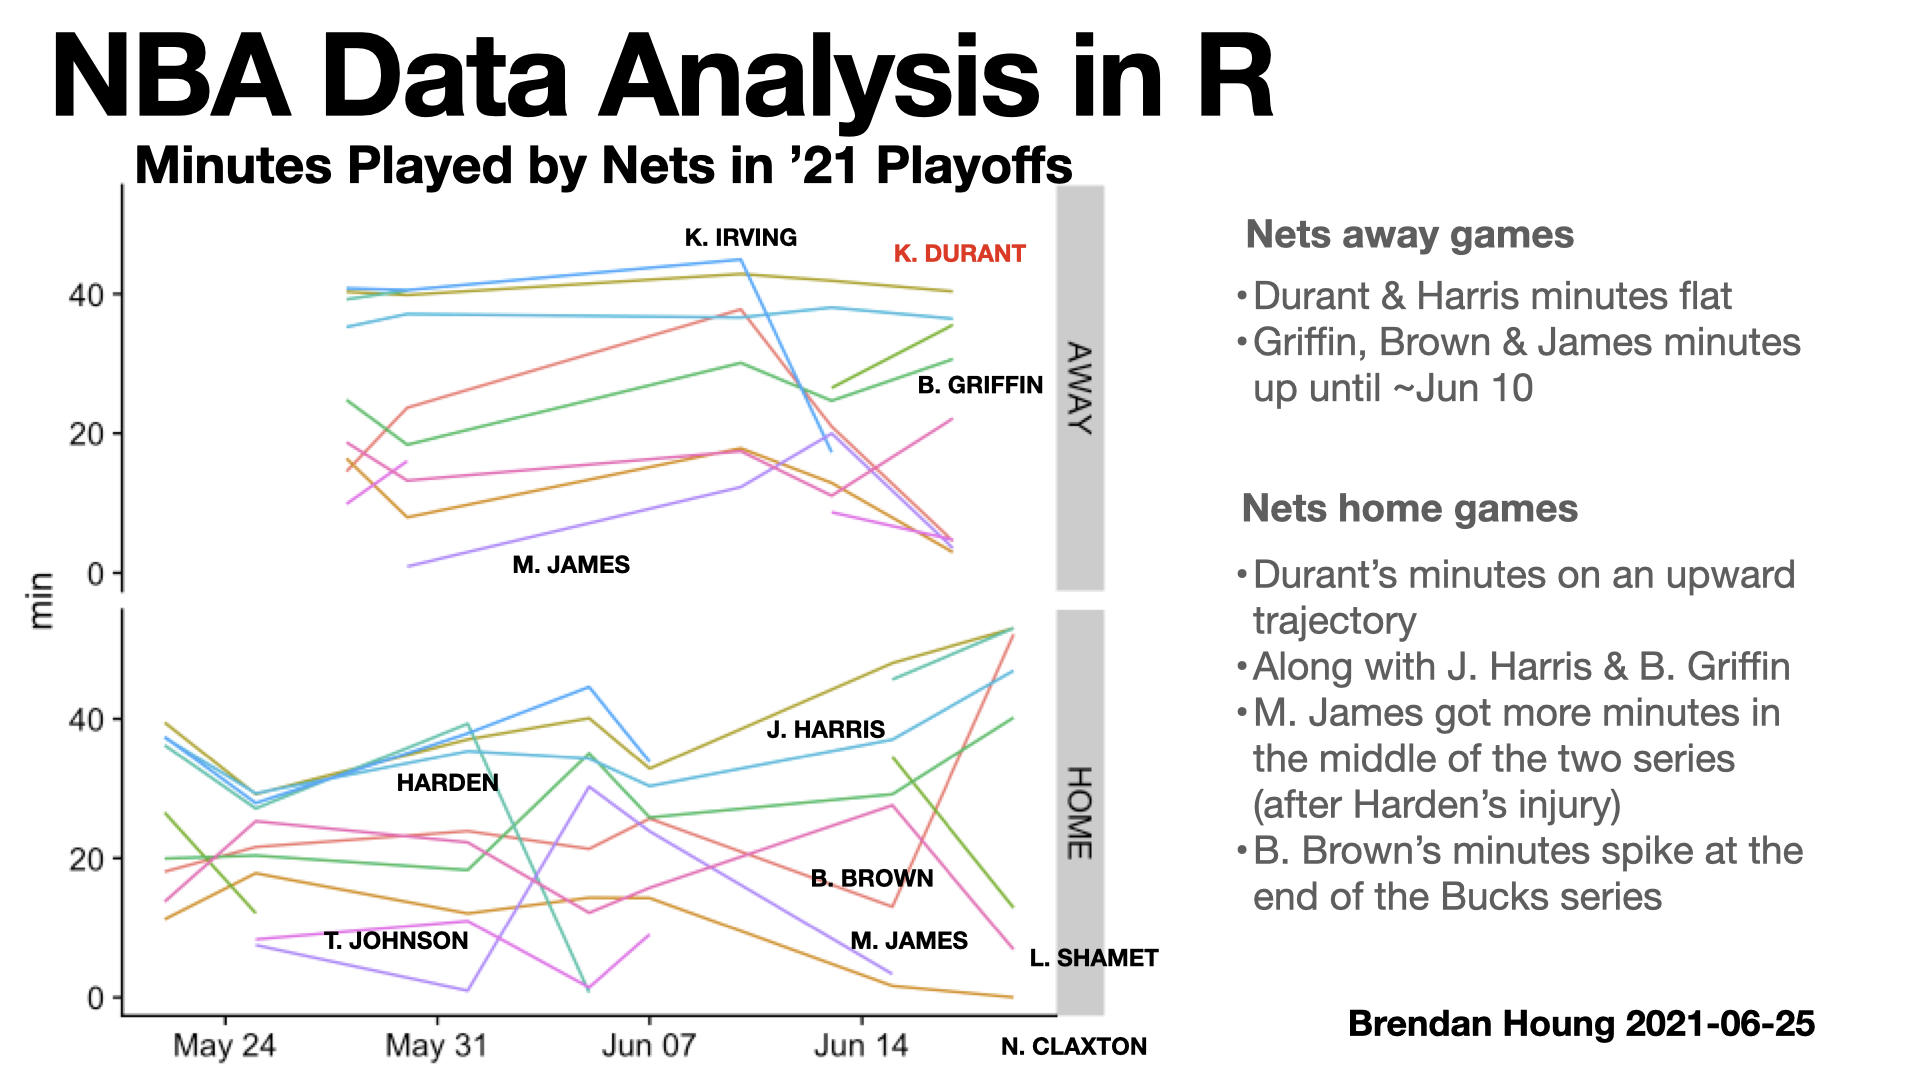 NBA Data Analysis in R
Minutes Played by Nets in ’21 Playoffs
min
40
20
0
K. IRVING
K. DURANT
B. GRIFFIN
M. JAMES
AWAY
40
20
0
J. HARRIS
HARDEN
B. BROWN
T. JOHNSON
M. JAMES
L. SHAMET
HOME
May 24
May 31
Jun 07
Jun 14
N. CLAXTON
Nets away games
•Durant & Harris minutes flat
•Griffin, Brown & James minutes
up until ~Jun 10
Nets home games
•Durant’s minutes on an upward
trajectory
•Along with J. Harris & B. Griffin
•M. James got more minutes in
the middle of the two series
(after Harden’s injury)
•B. Brown’s minutes spike at the
end of the Bucks series
Brendan Houng 2021-06-25